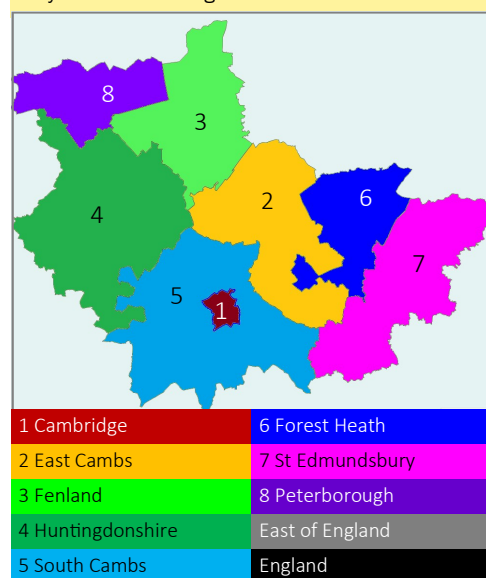 8
3
2
6
4
7
5
1
1 Cambridge
6 Forest Heath
2 East Cambs
7 St Edmundsbury
3 Fenland
8 Peterborough
4 Huntingdonshire
East of England
5 South Cambs
England